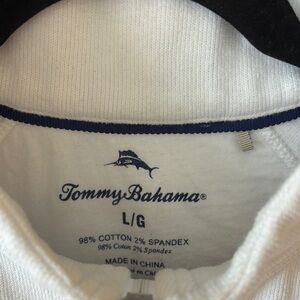 Tommy Bahama®
L/G
98% COTTON 2% SPANDEX
98% Coton 2% Spandex
MADE IN CHINA